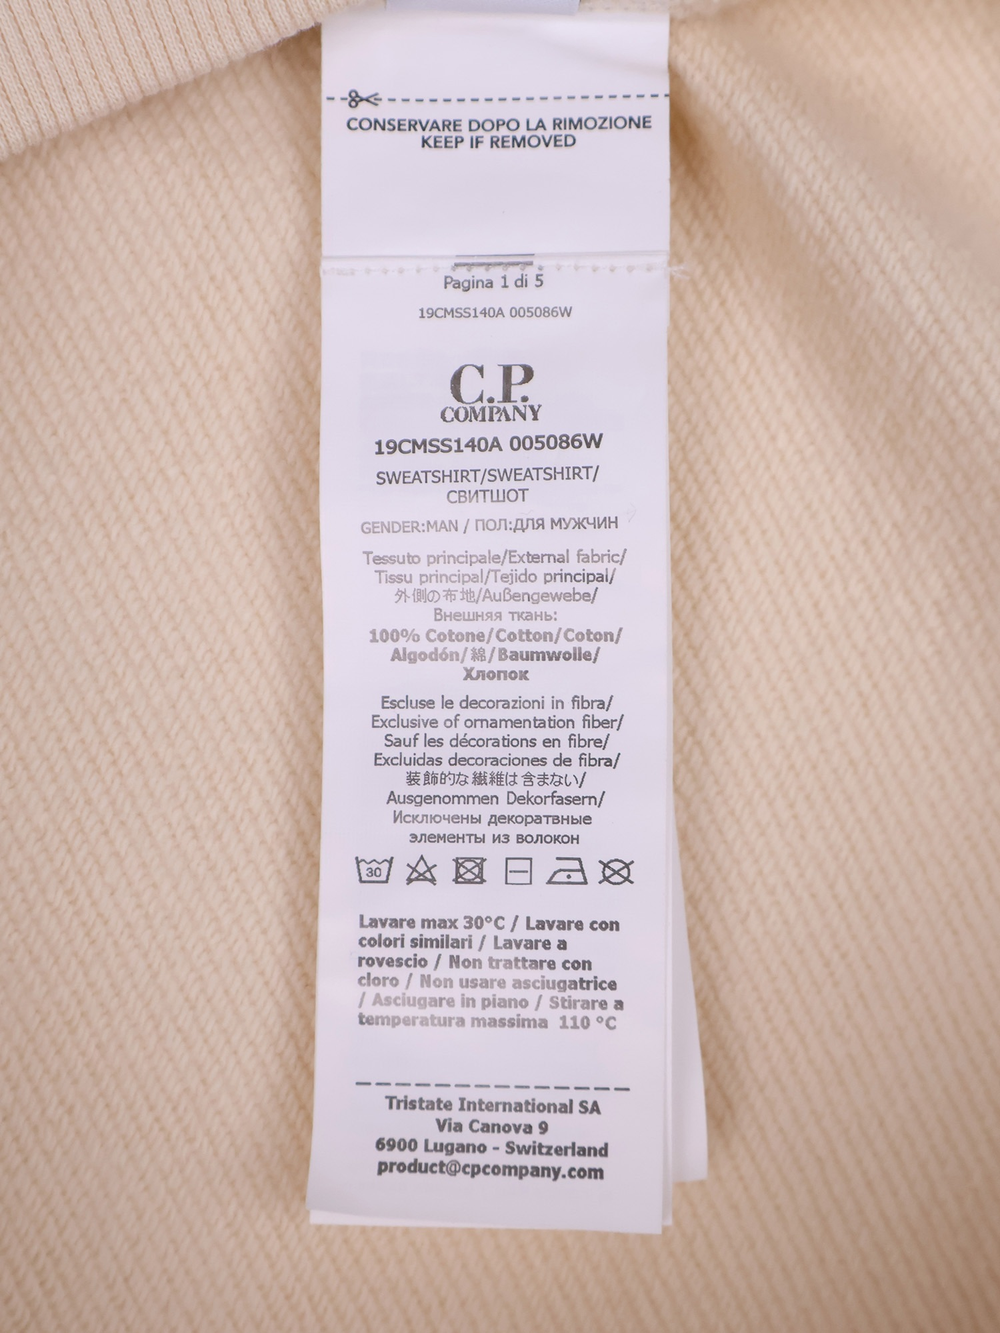 CONSERVARE DOPO LA RIMOZIONE
KEEP IF REMOVED
Pagina 1 di 5
19CMSS140A 005086W
C.P.
COMPANY
19CMSS140A 005086W
SWEATSHIRT/SWEATSHIRT/
СВИТШОТ
GENDER:MAN / ПОЛ:ДЛЯ МУЖЧИН
Tessuto principale/External fabric/
Tissu principal/Tejido principal/
外側の布地/Außengewebe/
Внешняя ткань:
100% Cotone/Cotton/Coton/
Algodón/綿/Baumwolle/
Хлопок
Escluse le decorazioni in fibra/
Exclusive of ornamentation fiber/
Sauf les décorations en fibre/
Excluidas decoraciones de fibra/
装飾的な繊維は含まない/
Ausgenommen Dekorfasern/
Исключены декоратвные
элементы из волокон
30
Lavare max 30°C / Lavare con
colori similari / Lavare a
rovescio / Non trattare con
cloro / Non usare asciugatrice
/ Asciugare in piano / Stirare a
temperatura massima 110 °C
Tristate International SA
Via Canova 9
6900 Lugano - Switzerland
product@cpcompany.com